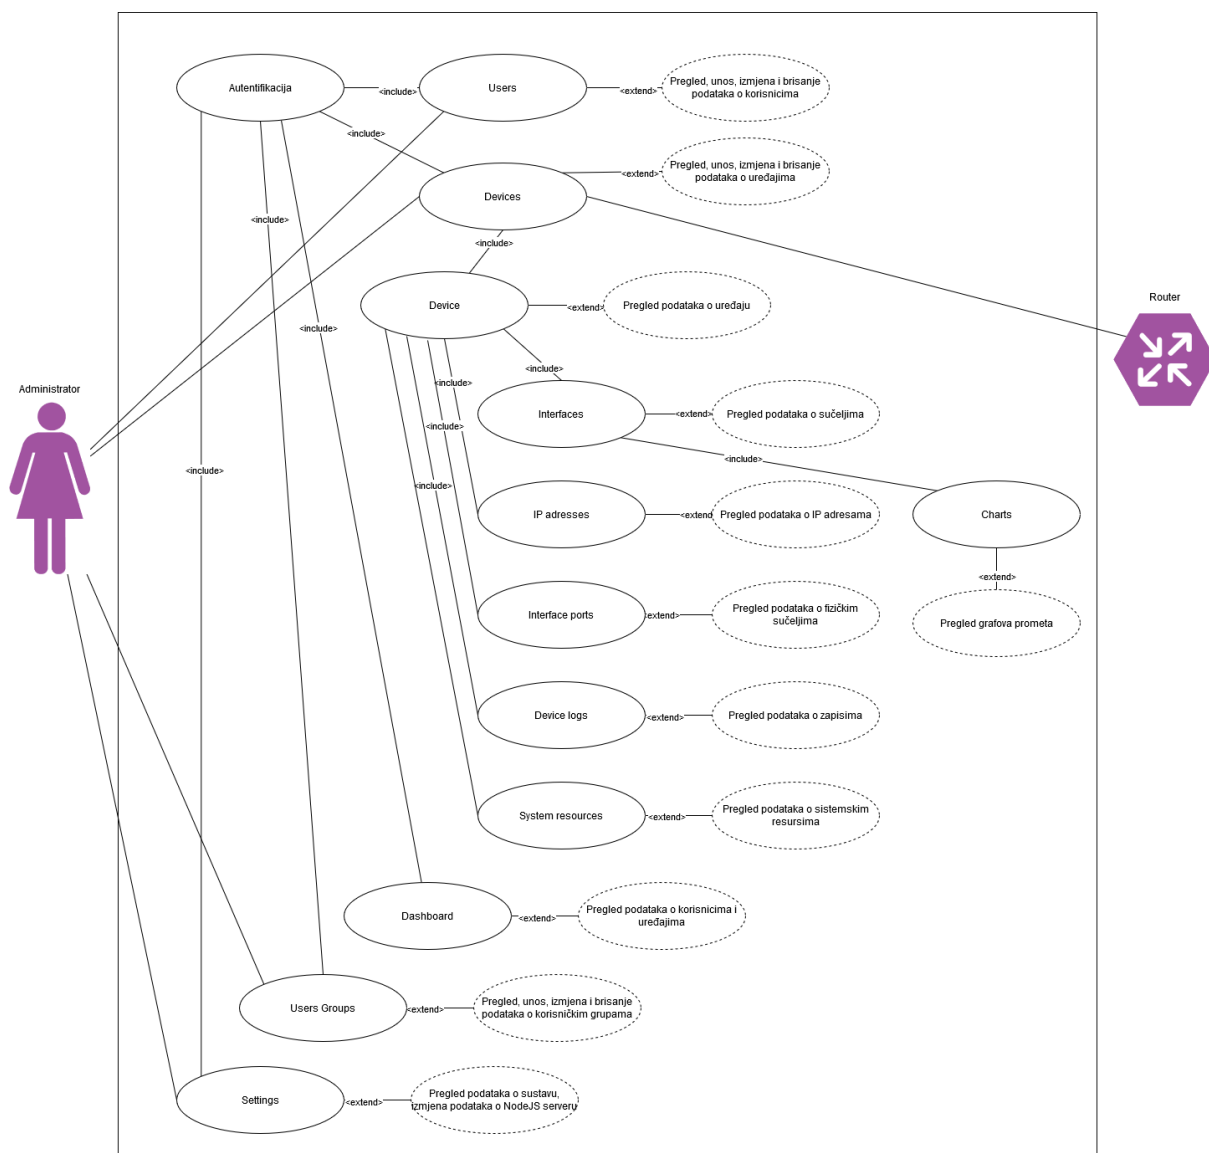 Autentifikacija
<include>
Users
<extend>
Pregled, unos, izmjena i brisanje
podataka o korisnicima
<include>
Devices
<extend>
Pregled, unos, izmjena i brisanje
podataka o uređajima
<include>
<include>
Device
<extend>
Pregled podataka o uređaju
Router
<include>
<include>
<include>
Administrator
Interfaces
<extend>
Pregled podataka o sučeljima
<include>
<include>
<include>
<include>
IP adresses
<extend
Pregled podataka o IP adresama
Charts
<extend>
Pregled grafova prometa
Interface ports
extend>
Pregled podataka o fizičkim
sučeljima
Device logs
<extend>
Pregled podataka o zapisima
System resources
<extend>
Pregled podataka o sistemskim
resursima
Dashboard
<extend>
Pregled podataka o korisnicima i
uređajima
Users Groups
<extend>
Pregled, unos, izmjena i brisanje
podataka o korisničkim grupama
Settings
<extend>
Pregled podataka o sustavu,
izmjena podataka o NodeJS serveru